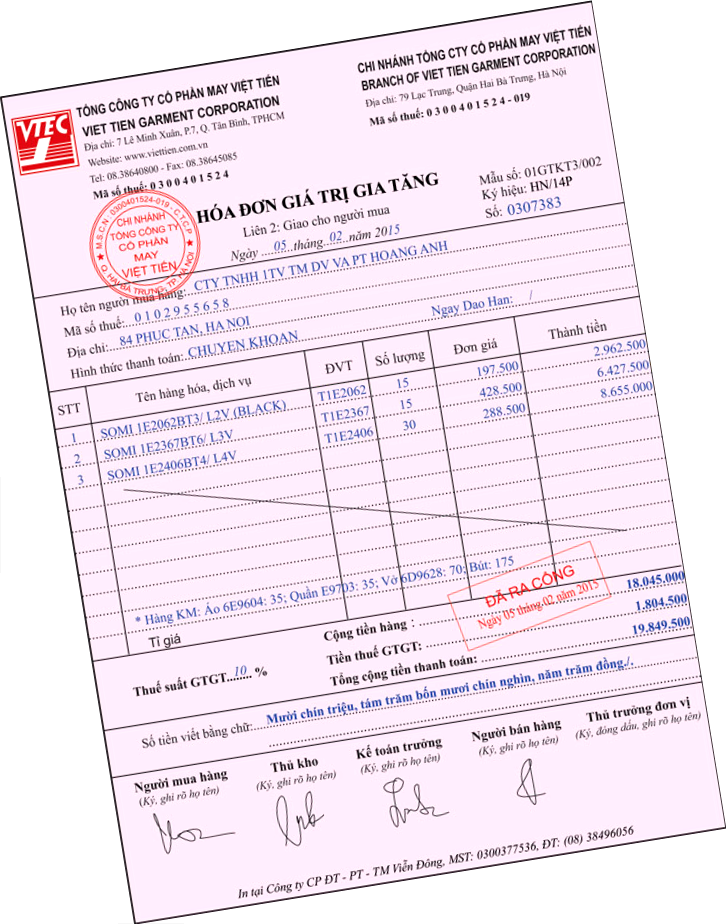 VTEC
TỔNG CÔNG TY CỔ PHẦN MAY VIỆT TIẾN
VIET TIEN GARMENT CORPORATION
Địa chỉ: 7 Lê Minh Xuân, P.7, Q. Tân Bình, TPHCM
Website: www.viettien.com.vn
Tel: 08.38640800 - Fax: 08.38645085
Mã số thuế: 0 3 0 0 4 0 1 5 2 4
CHI NHÁNH TỔNG CTY CỔ PHẦN MAY VIỆT TIẾN
BRANCH OF VIET TIEN GARMENT CORPORATION
Địa chỉ: 79 Lạc Trung, Quận Hai Bà Trưng, Hà Nội
Mã số thuế: 0 3 0 0 4 0 1 5 2 4 - 019
HÓA ĐƠN GIÁ TRỊ GIA TĂNG
Liên 2: Giao cho người mua
Ngày 05 tháng 02 năm 2015
Mẫu số: 01GTKT3/002
Ký hiệu: HN/14P
Số: 0307383
M.S.C.N: 0300401524-019 - C.T.C.P
CHI NHÁNH
TỔNG CÔNG TY
CỔ PHẦN
MAY
VIỆT TIẾN
Q. HAI BÀ TRƯNG, TP. HÀ NỘI
Họ tên người mua hàng: CTY TNHH 1TV TM DV VA PT HOANG ANH
Mã số thuế: 0 1 0 2 9 5 5 6 5 8
Địa chỉ: 84 PHUC TAN, HA NOI
Hình thức thanh toán: CHUYEN KHOAN Ngay Dao Han: /
STT Tên hàng hóa, dịch vụ ĐVT Số lượng Đơn giá Thành tiền
1 SOMI 1E2062BT3/ L2V (BLACK) T1E2062 15 197.500 2.962.500
2 SOMI 1E2367BT6/ L3V T1E2367 15 428.500 6.427.500
3 SOMI 1E2406BT4/ L4V T1E2406 30 288.500 8.655.000
* Hàng KM: Áo 6E9604: 35; Quần E9703: 35; Vở 6D9628: 70; Bút: 175
Tỉ giá
ĐÃ RA CỔNG
Ngày 05 tháng 02 năm 2015
Cộng tiền hàng : 18.045.000
Thuế suất GTGT 10 % Tiền thuế GTGT: 1.804.500
Tổng cộng tiền thanh toán: 19.849.500
Số tiền viết bằng chữ: Mười chín triệu, tám trăm bốn mươi chín nghìn, năm trăm đồng./.
Người mua hàng Thủ kho Kế toán trưởng Người bán hàng Thủ trưởng đơn vị
(Ký, ghi rõ họ tên) (Ký, ghi rõ họ tên) (Ký, ghi rõ họ tên) (Ký, ghi rõ họ tên) (Ký, đóng dấu, ghi rõ họ tên)
In tại Công ty CP ĐT - PT - TM Viễn Đông, MST: 0300377536, ĐT: (08) 38496056